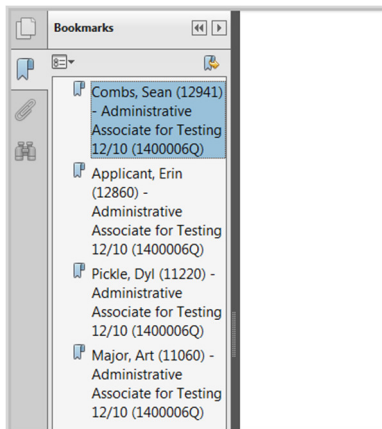 Bookmarks
Combs, Sean (12941)
- Administrative
Associate for Testing
12/10 (1400006Q)
Applicant, Erin
(12860) -
Administrative
Associate for Testing
12/10 (1400006Q)
Pickle, Dyl (11220) -
Administrative
Associate for Testing
12/10 (1400006Q)
Major, Art (11060) -
Administrative
Associate for Testing
12/10 (1400006Q)